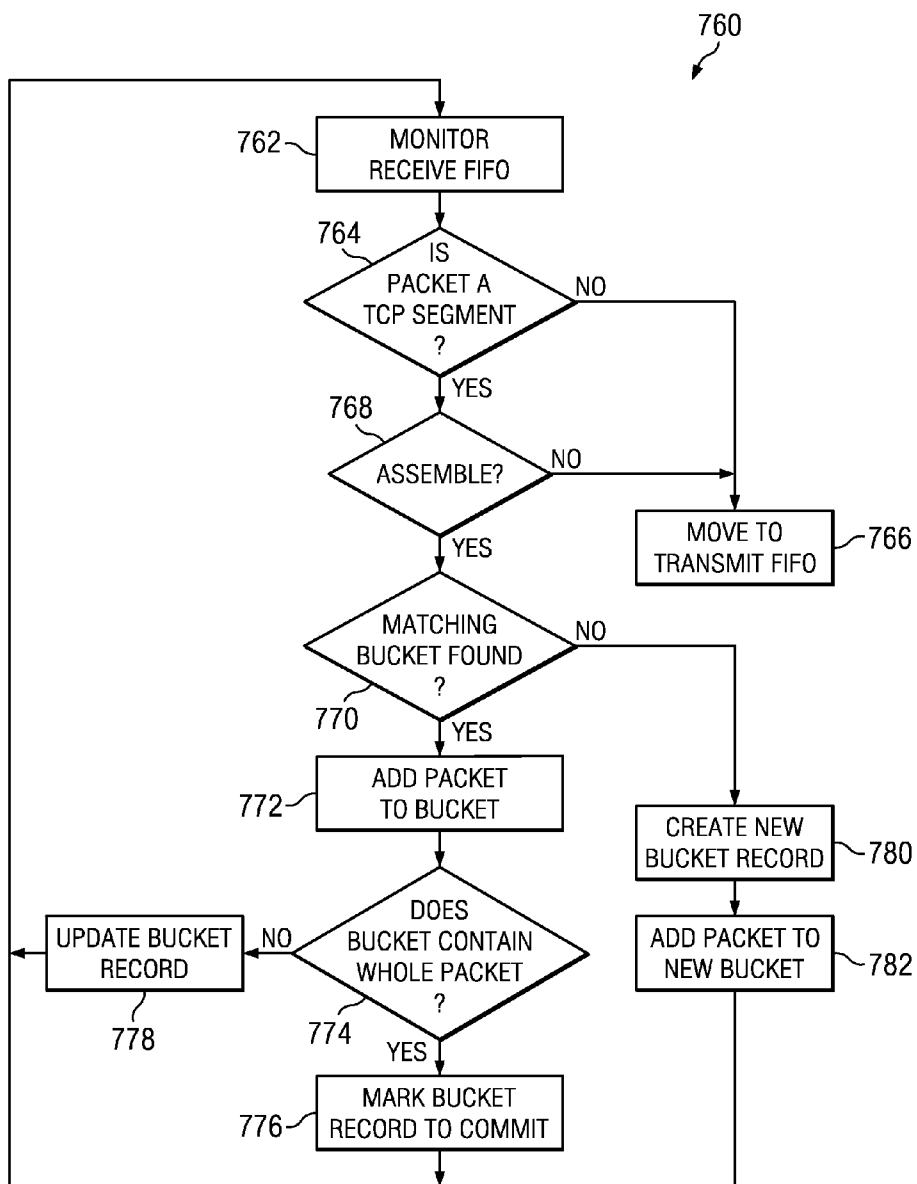 760
762
MONITOR
RECEIVE FIFO
764
IS
PACKET A
TCP SEGMENT
?
NO
YES
768
ASSEMBLE?
NO
YES
MOVE TO
TRANSMIT FIFO
766
MATCHING
BUCKET FOUND
?
NO
770
YES
772
ADD PACKET
TO BUCKET
CREATE NEW
BUCKET RECORD
780
DOES
BUCKET CONTAIN
WHOLE PACKET
?
NO
UPDATE BUCKET
RECORD
778
774
YES
ADD PACKET TO
NEW BUCKET
782
776
MARK BUCKET
RECORD TO COMMIT